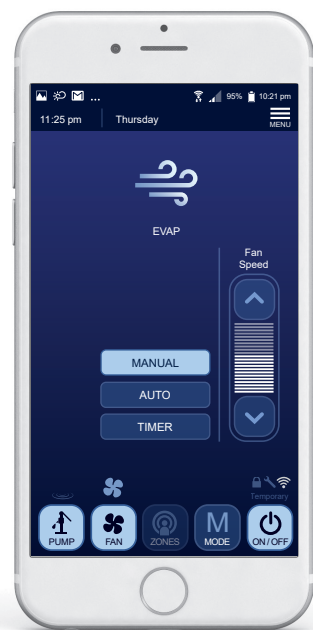 ... 95% 10:21 pm
11:25 pm Thursday
MENU
EVAP
Fan
Speed
MANUAL
AUTO
TIMER
Temporary
PUMP FAN ZONES M MODE ON / OFF